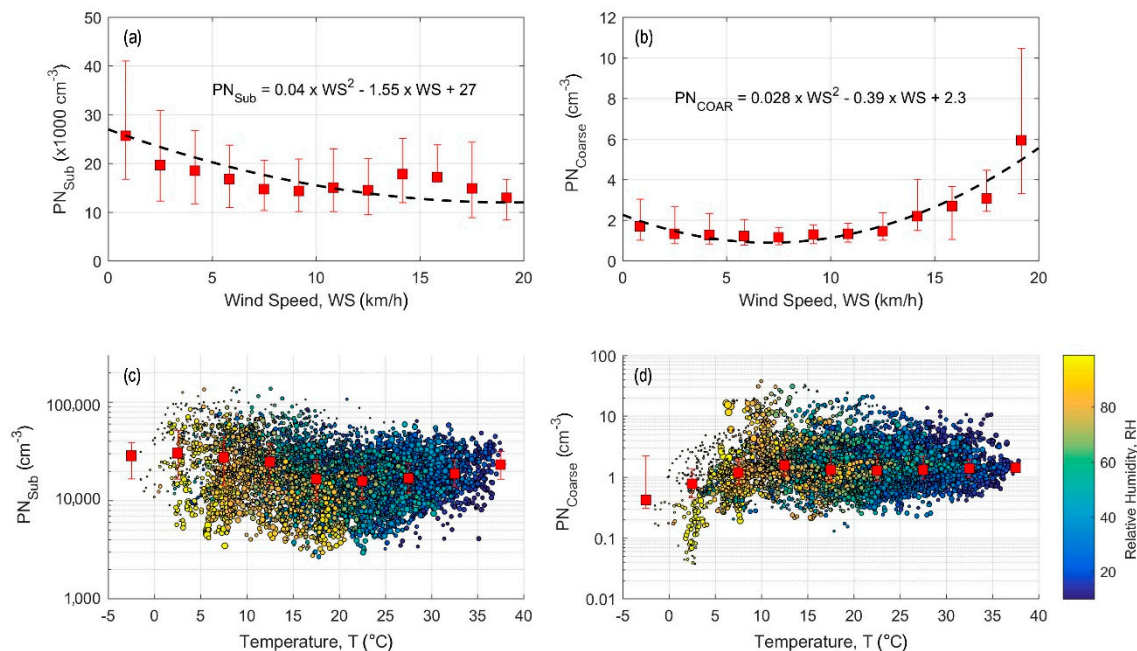 (a)
PN_Sub = 0.04 x WS² - 1.55 x WS + 27
PN_Sub (x1000 cm⁻³)
50
40
30
20
10
0
0 5 10 15 20
Wind Speed, WS (km/h)
(b)
PN_COAR = 0.028 x WS² - 0.39 x WS + 2.3
PN_Coarse (cm⁻³)
12
10
8
6
4
2
0
0 5 10 15 20
Wind Speed, WS (km/h)
(c)
PN_Sub (cm⁻³)
100,000
10,000
1,000
-5 0 5 10 15 20 25 30 35 40
Temperature, T (°C)
(d)
PN_Coarse (cm⁻³)
100
10
1
0.1
0.01
-5 0 5 10 15 20 25 30 35 40
Temperature, T (°C)
80
60
40
20
Relative Humidity, RH